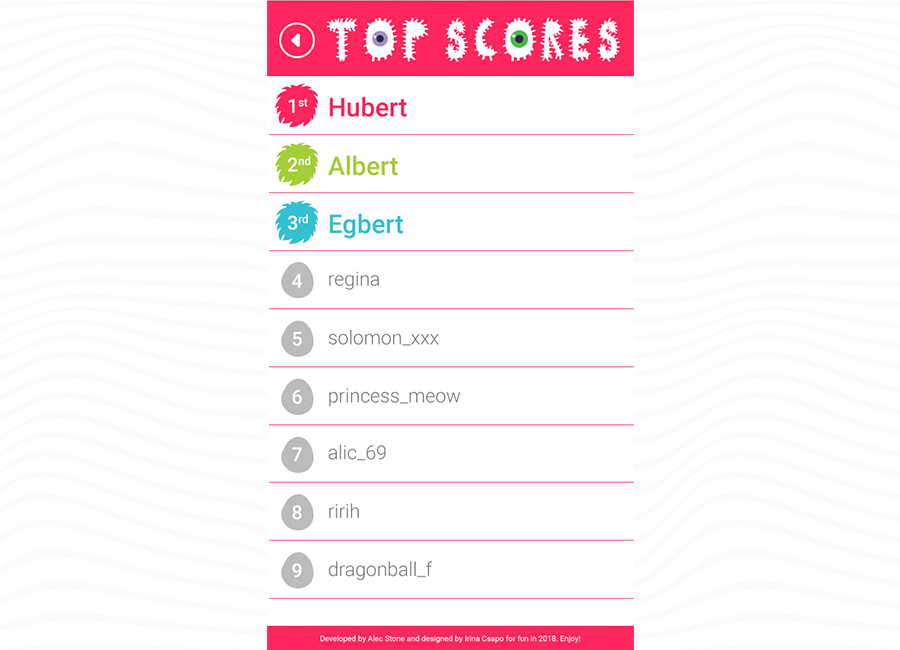 TOP SCORES
1st Hubert
2nd Albert
3rd Egbert
4 regina
5 solomon_xxx
6 princess_meow
7 alic_69
8 ririh
9 dragonball_f
Developed by Alec Stone and designed by Irina Csapo for fun in 2018. Enjoy!